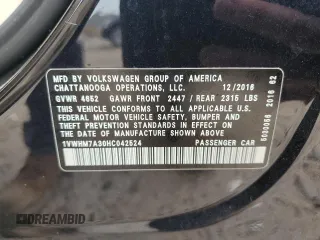 MFD BY VOLKSWAGEN GROUP OF AMERICA
CHATTANOOGA OPERATIONS, LLC. 12/2016
GVWR 4652 GAWR FRONT 2447 / REAR 2315 LBS
THIS VEHICLE CONFORMS TO ALL APPLICABLE U.S.
FEDERAL MOTOR VEHICLE SAFETY, BUMPER AND
THEFT PREVENTION STANDARDS IN EFFECT ON
THE DATE OF MANUFACTURE SHOWN ABOVE.
1VWHM7A30HC042524 PASSENGER CAR
2016 62
DREAMBID